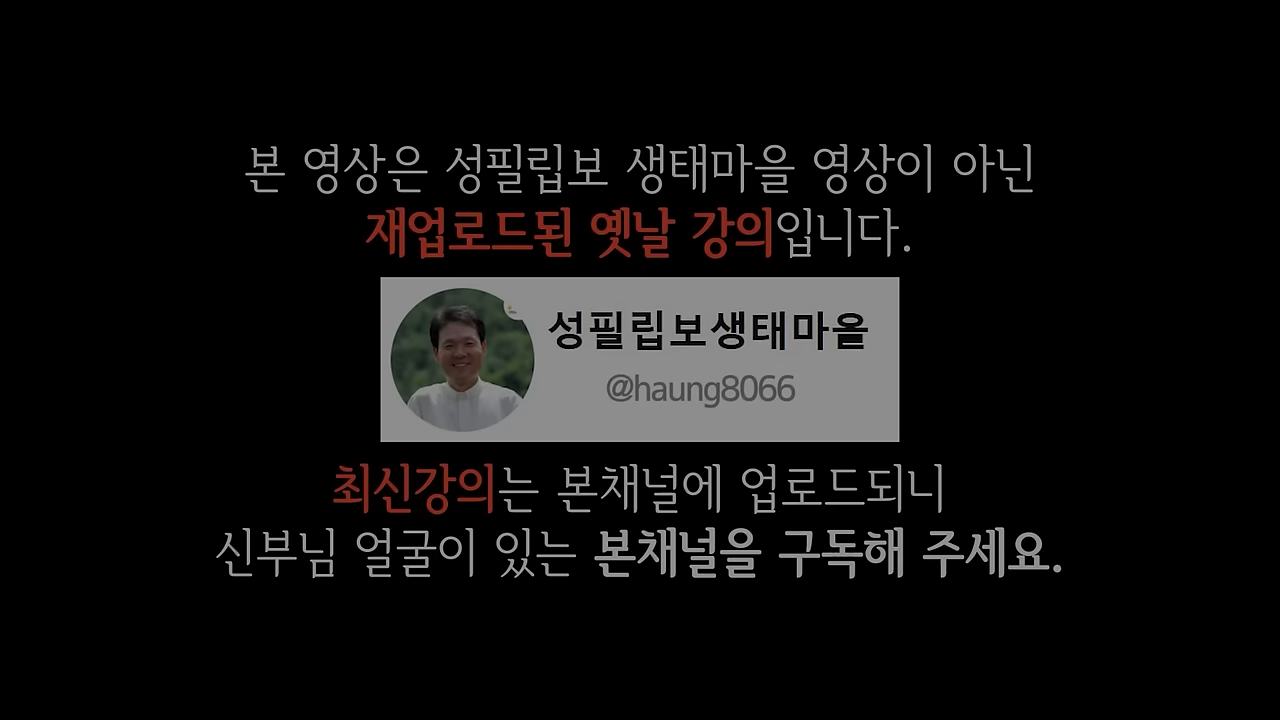 본 영상은 성필립보 생태마을 영상이 아닌
재업로드된 옛날 강의입니다.
성필립보생태마을
@haung8066
최신강의는 본채널에 업로드되니
신부님 얼굴이 있는 본채널을 구독해 주세요.